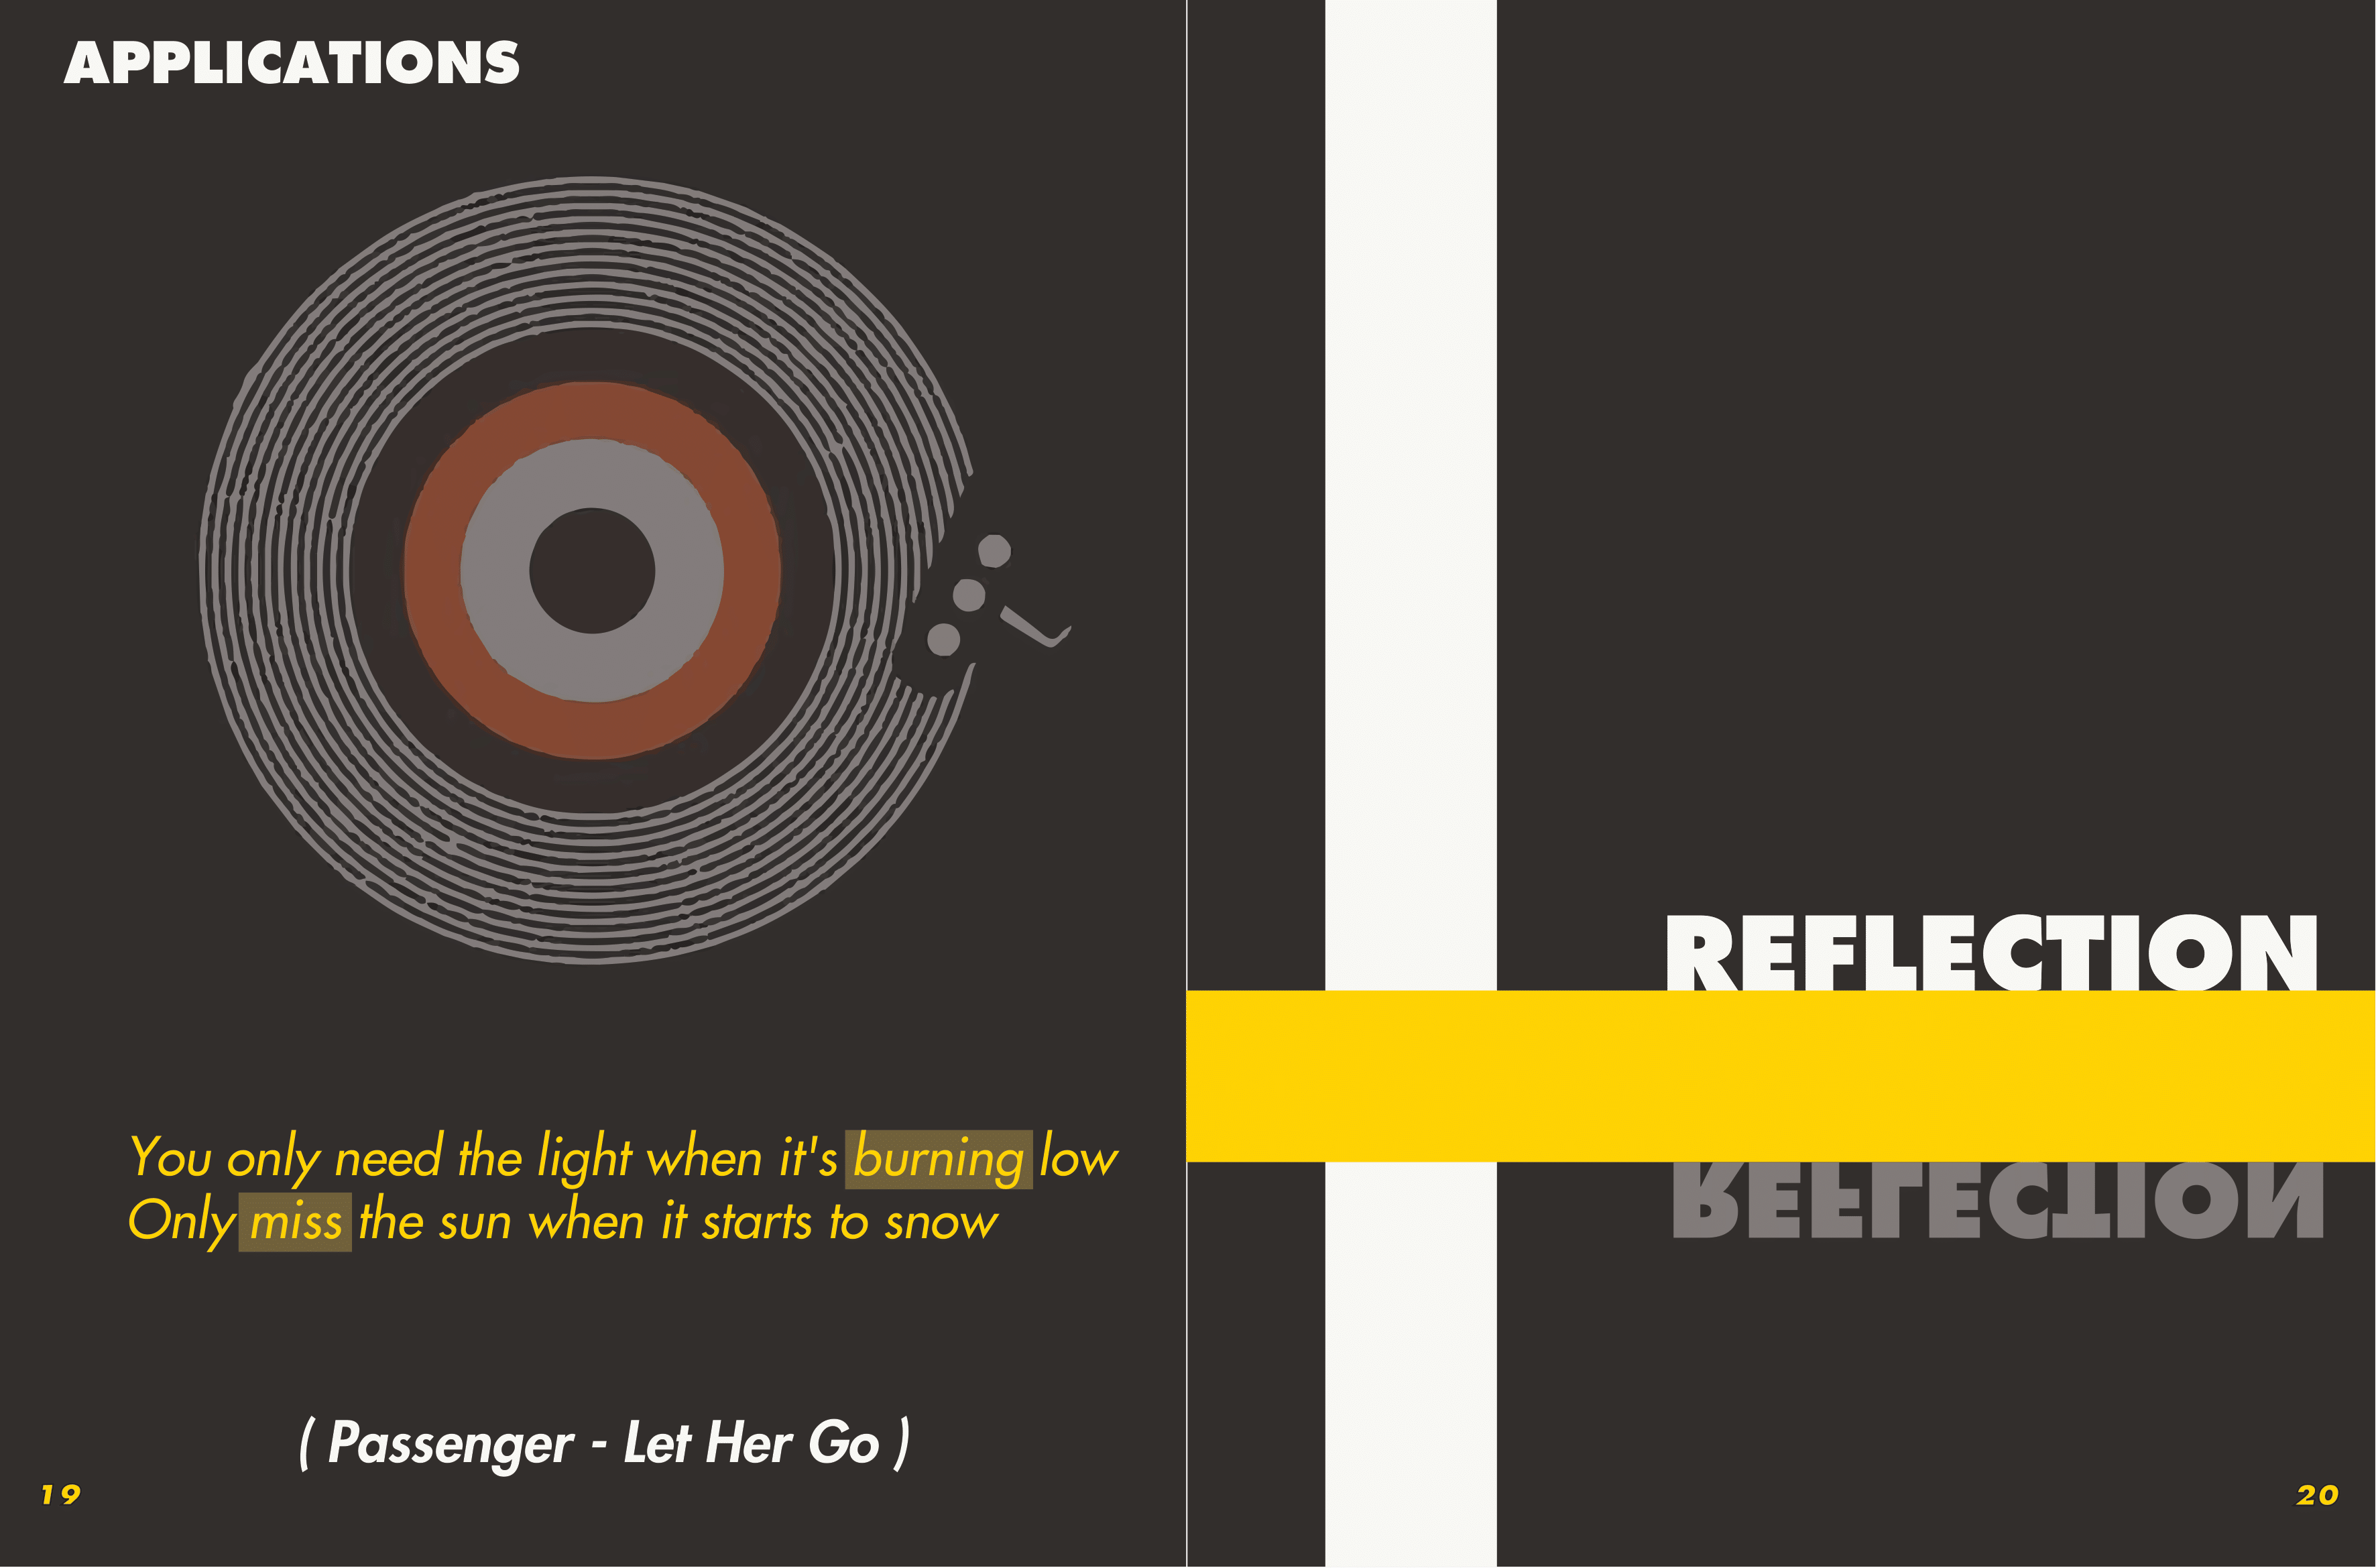 APPLICATIONS
You only need the light when it's burning low
Only miss the sun when it starts to snow
( Passenger - Let Her Go )
19
REFLECTION
REFLECTION
20